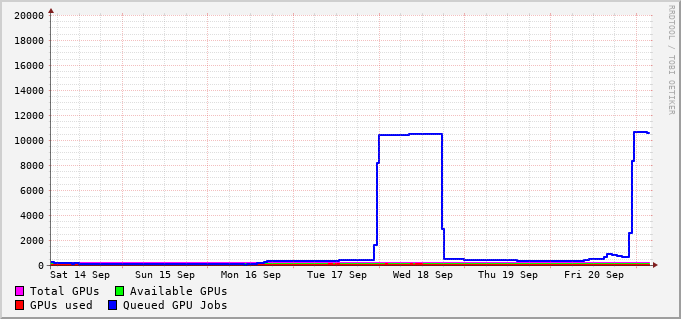 20000
18000
16000
14000
12000
10000
8000
6000
4000
2000
0
Sat 14 Sep Sun 15 Sep Mon 16 Sep Tue 17 Sep Wed 18 Sep Thu 19 Sep Fri 20 Sep
Total GPUs Available GPUs
GPUs used Queued GPU Jobs
RRDTOOL / TOBI OETIKER